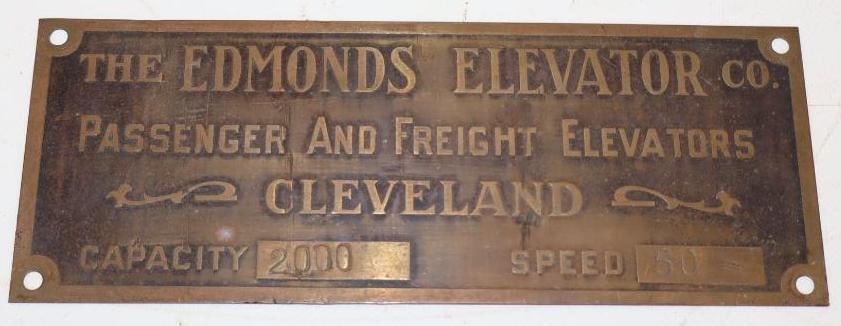 THE EDMONDS ELEVATOR CO.
PASSENGER AND FREIGHT ELEVATORS
CLEVELAND
CAPACITY 2000 SPEED 50